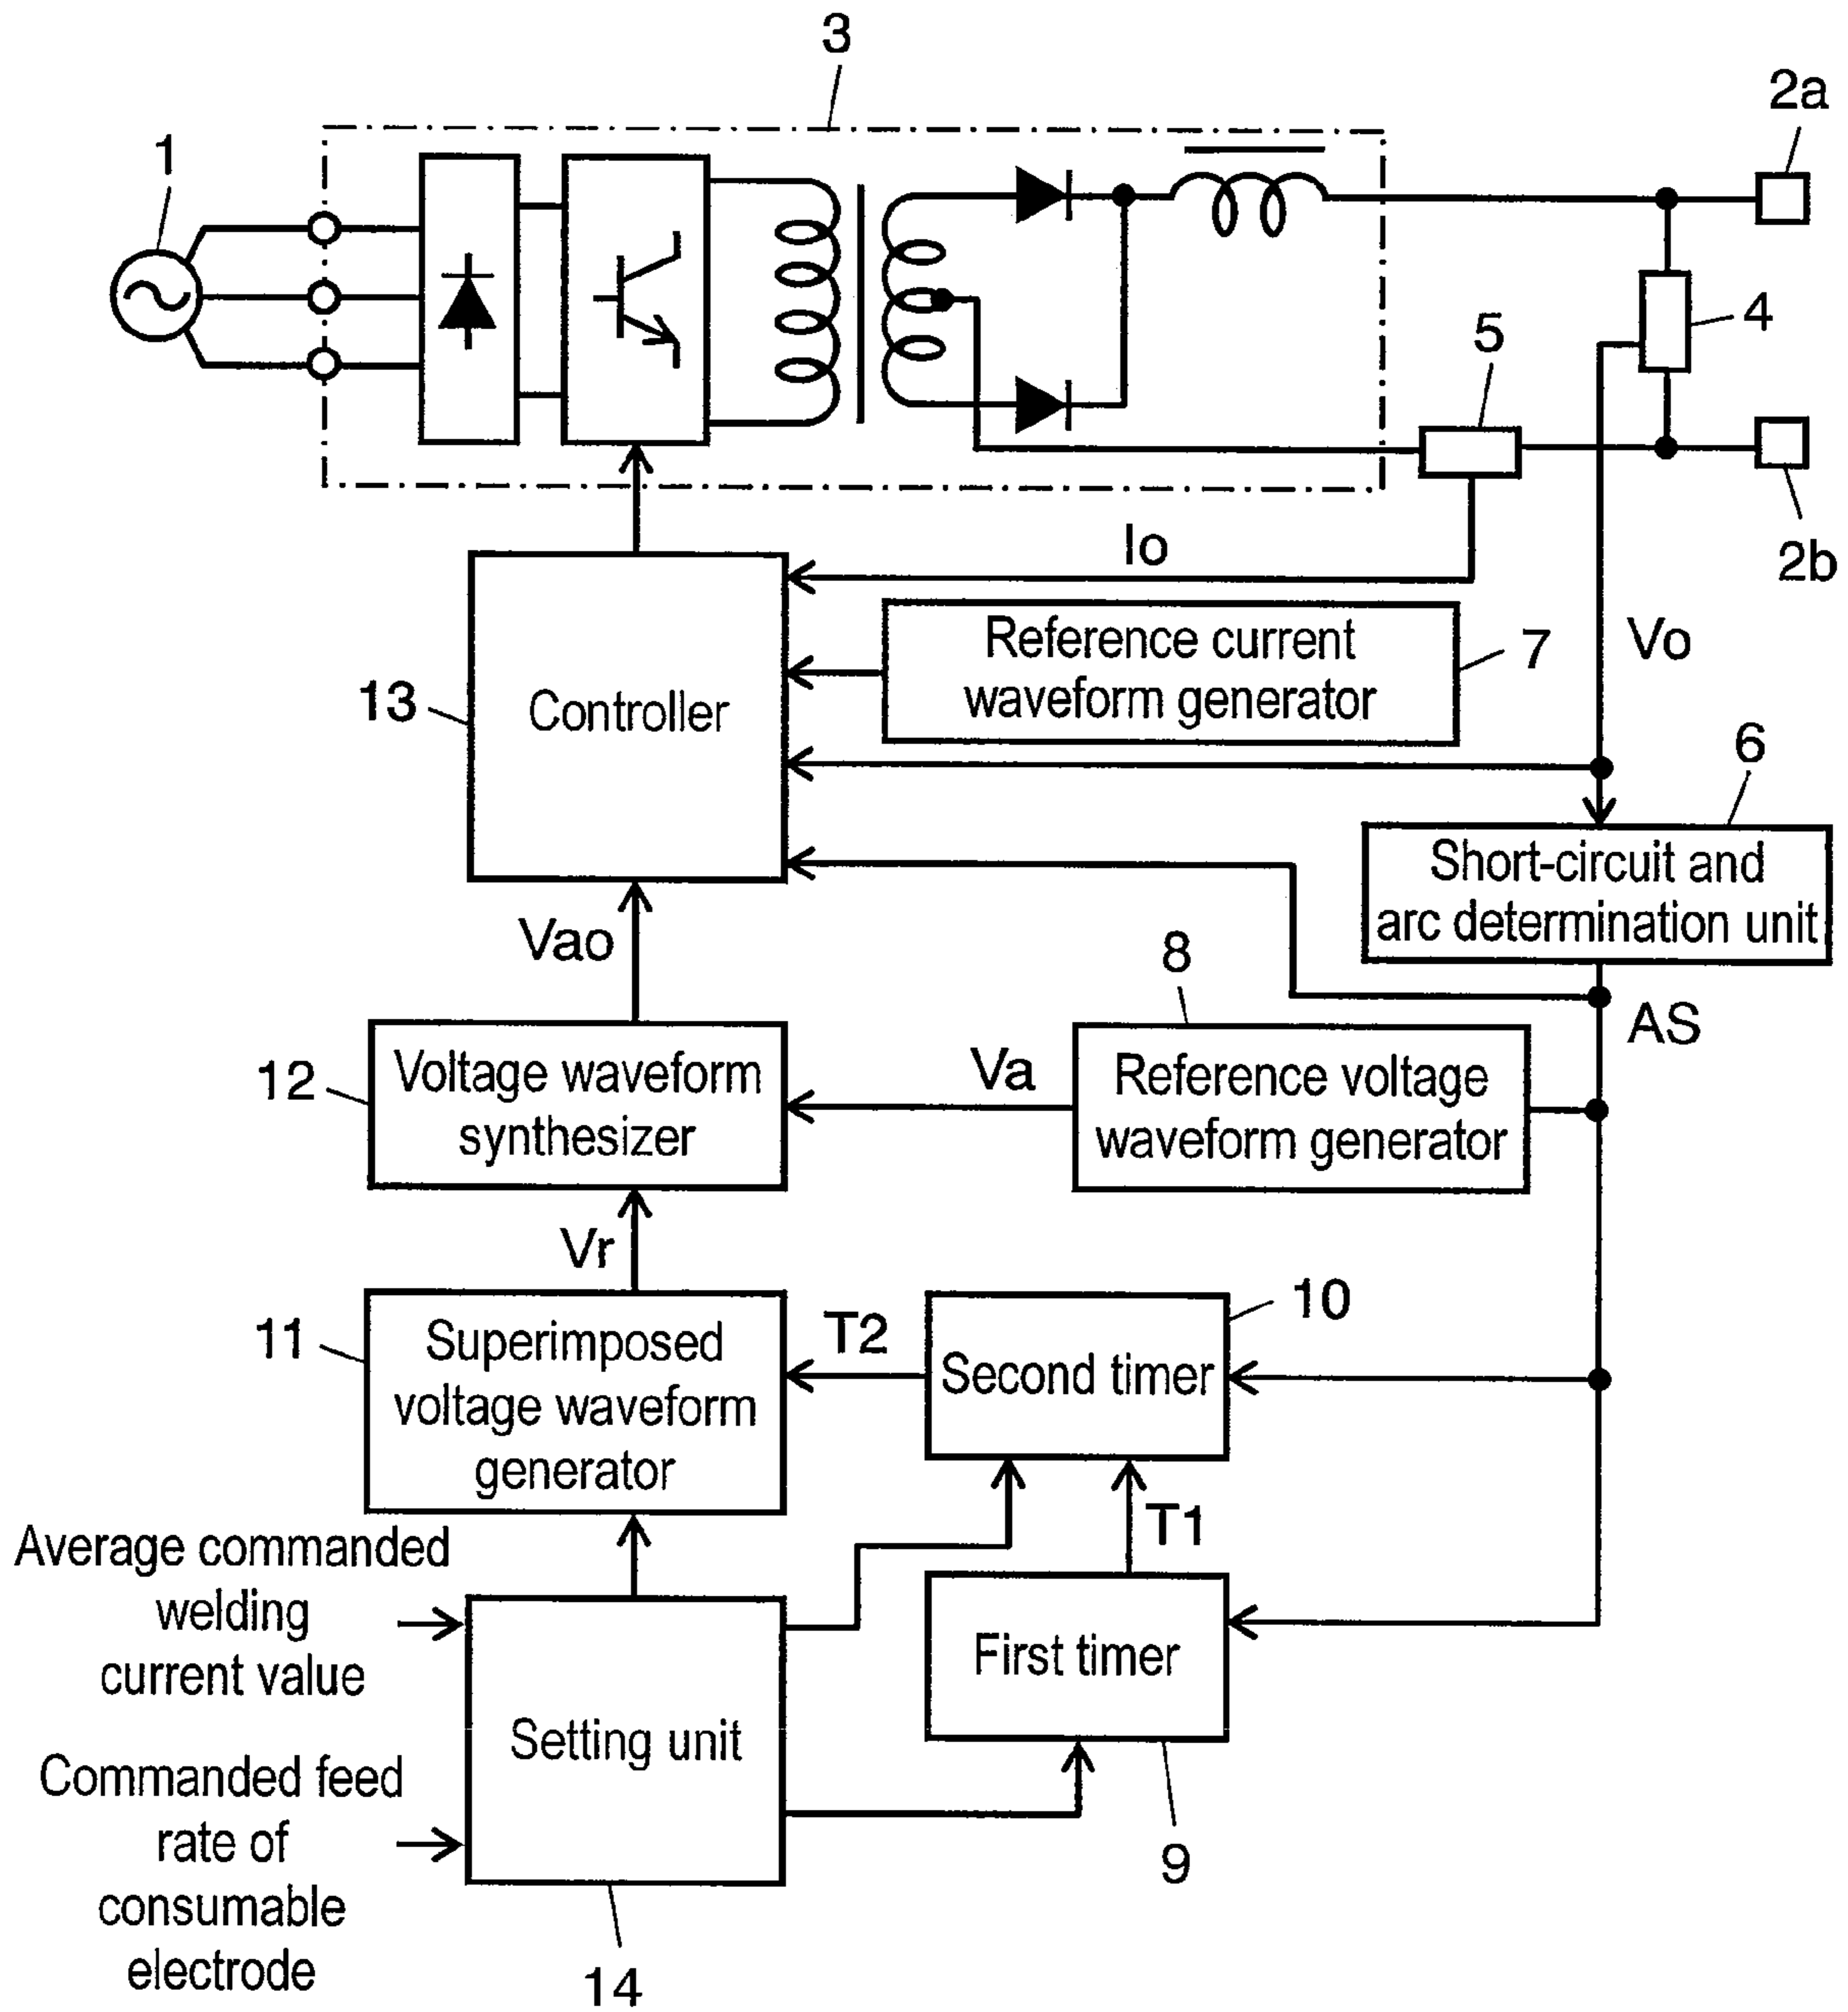 3
2a
1
4
5
2b
Io
Reference current
waveform generator
7
Vo
13
Controller
6
Short-circuit and
arc determination unit
Vao
8
AS
12
Voltage waveform
synthesizer
Va
Reference voltage
waveform generator
Vr
10
11
Superimposed
voltage waveform
generator
T2
Second timer
T1
Average commanded
welding
current value
First timer
Setting unit
Commanded feed
rate of
consumable
electrode
9
14